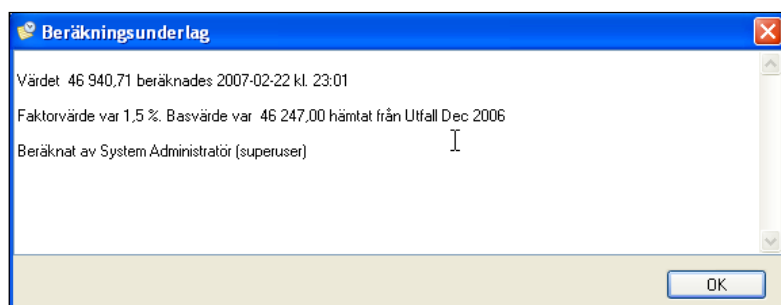 Beräkningsunderlag
Värdet 46 940,71 beräknades 2007-02-22 kl. 23:01
Faktorvärde var 1,5 %. Basvärde var 46 247,00 hämtat från Utfall Dec 2006
Beräknat av System Administratör (superuser)
OK